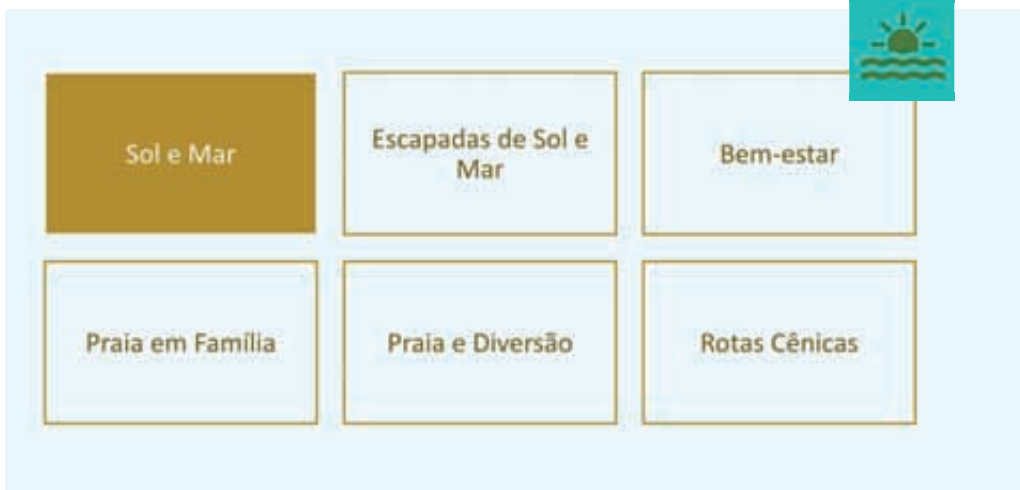 Sol e Mar
Escapadas de Sol e
Mar
Bem-estar
Praia em Família
Praia e Diversão
Rotas Cênicas